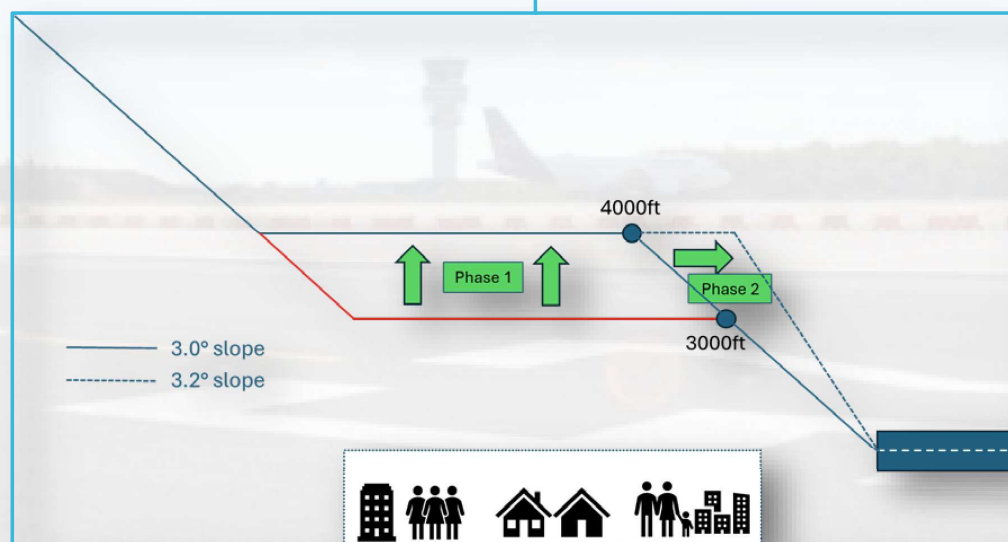 4000ft
Phase 1
Phase 2
3000ft
3.0° slope
3.2° slope